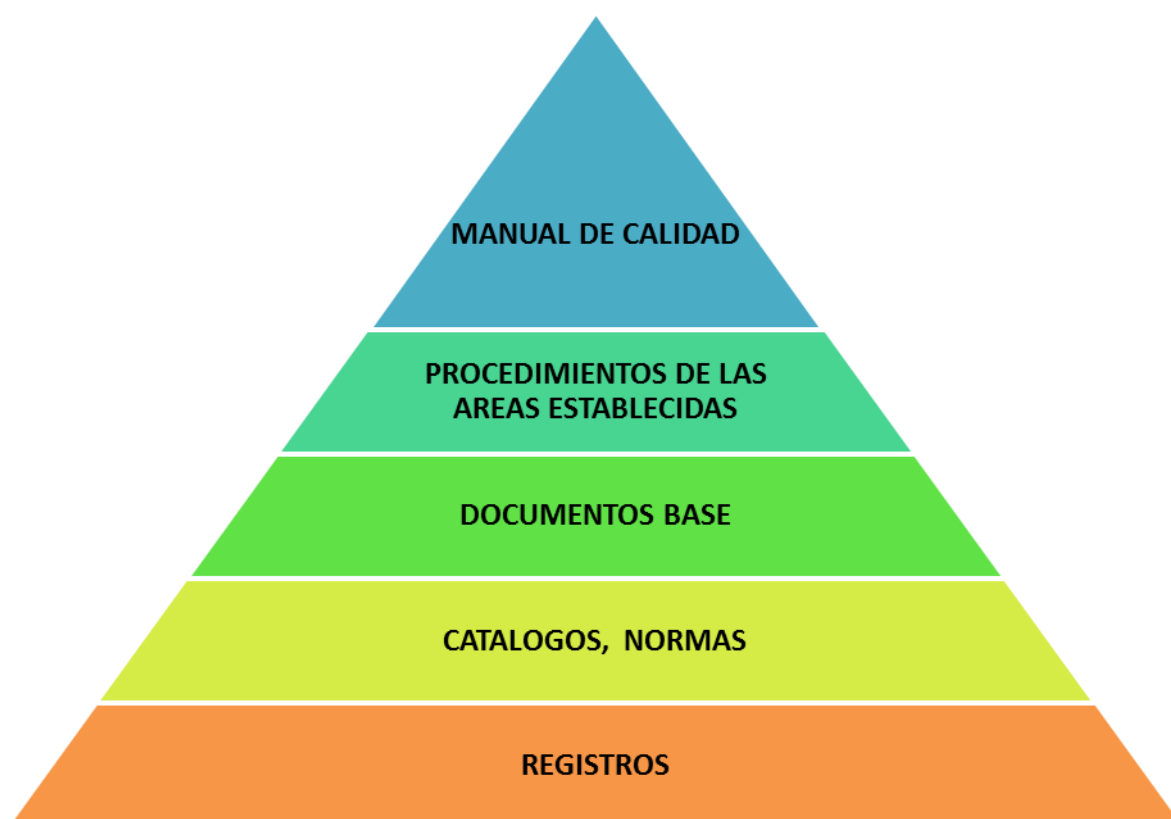 MANUAL DE CALIDAD
PROCEDIMIENTOS DE LAS
AREAS ESTABLECIDAS
DOCUMENTOS BASE
CATALOGOS, NORMAS
REGISTROS